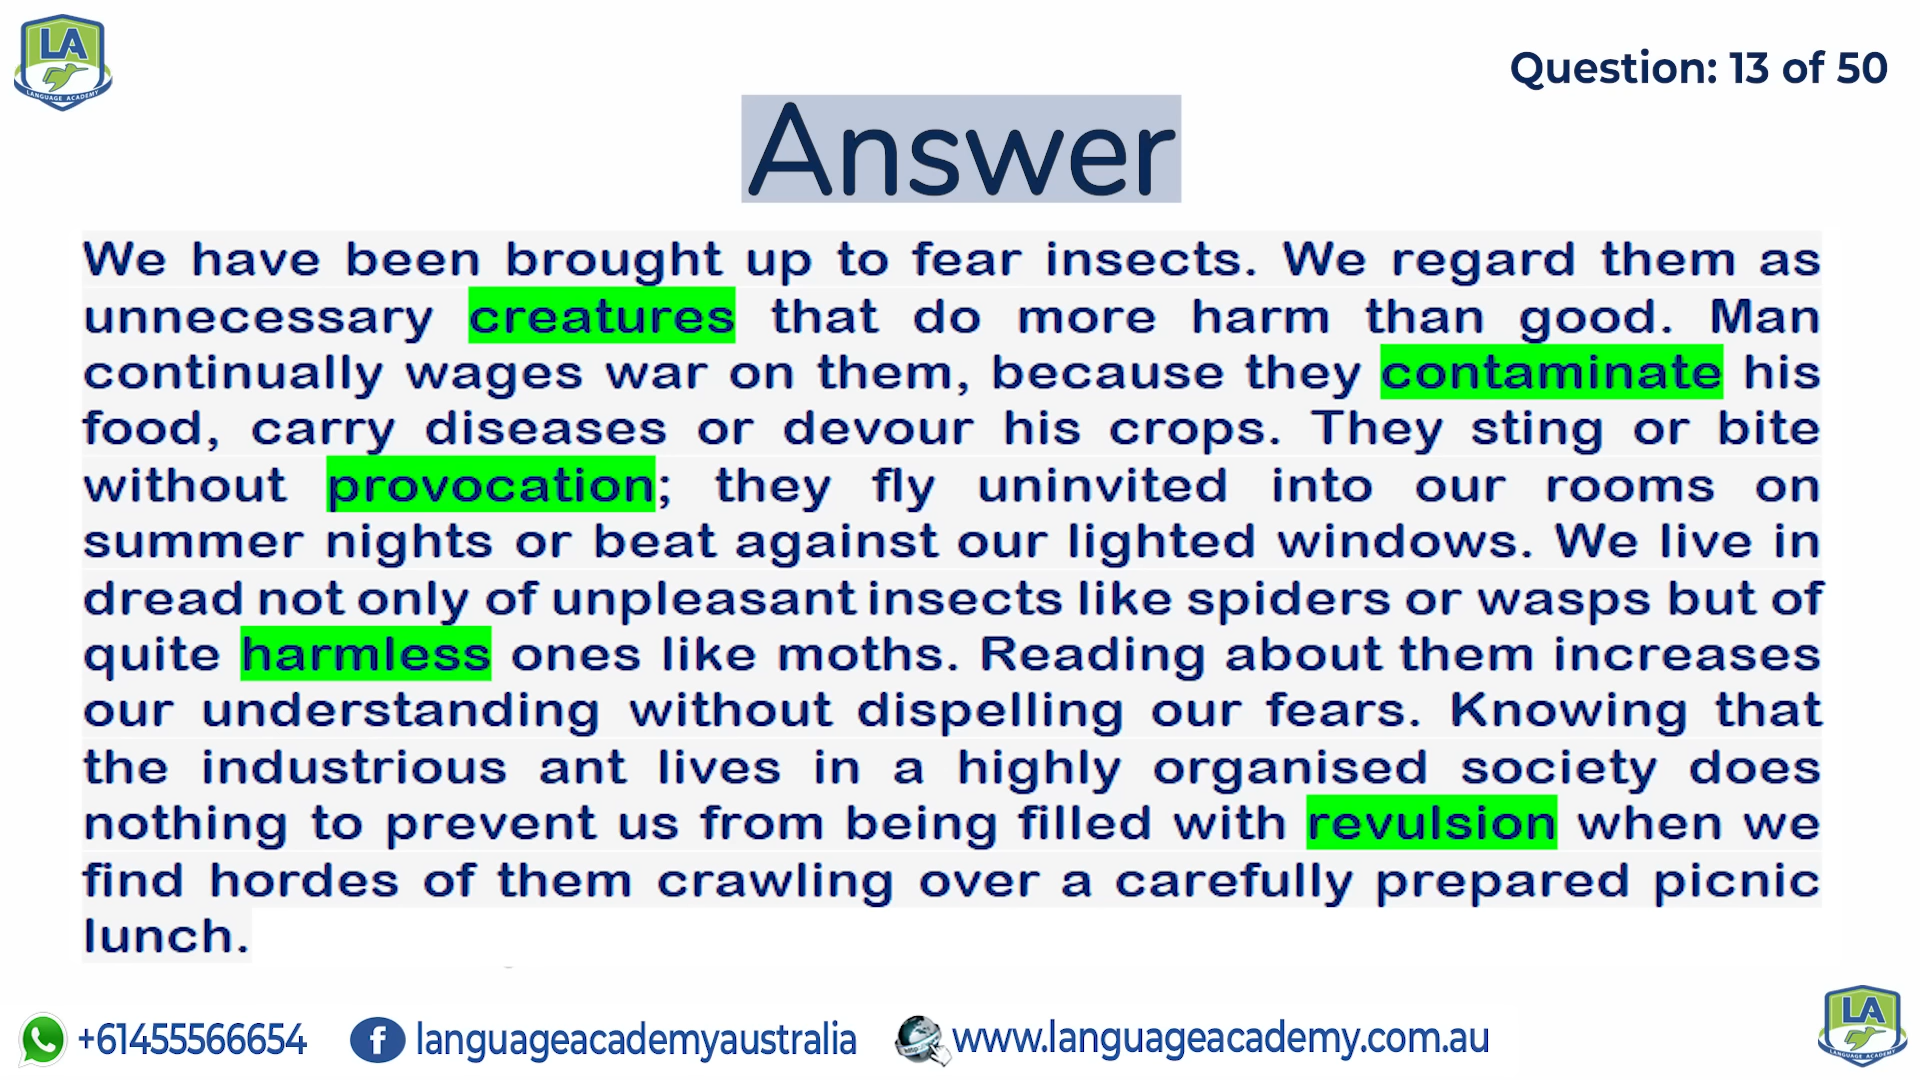 LA
LANGUAGE ACADEMY
Question: 13 of 50
Answer
We have been brought up to fear insects. We regard them as
unnecessary creatures that do more harm than good. Man
continually wages war on them, because they contaminate his
food, carry diseases or devour his crops. They sting or bite
without provocation; they fly uninvited into our rooms on
summer nights or beat against our lighted windows. We live in
dread not only of unpleasant insects like spiders or wasps but of
quite harmless ones like moths. Reading about them increases
our understanding without dispelling our fears. Knowing that
the industrious ant lives in a highly organised society does
nothing to prevent us from being filled with revulsion when we
find hordes of them crawling over a carefully prepared picnic
lunch.
+61455566654 languageacademyaustralia www.languageacademy.com.au
LA
LANGUAGE ACADEMY